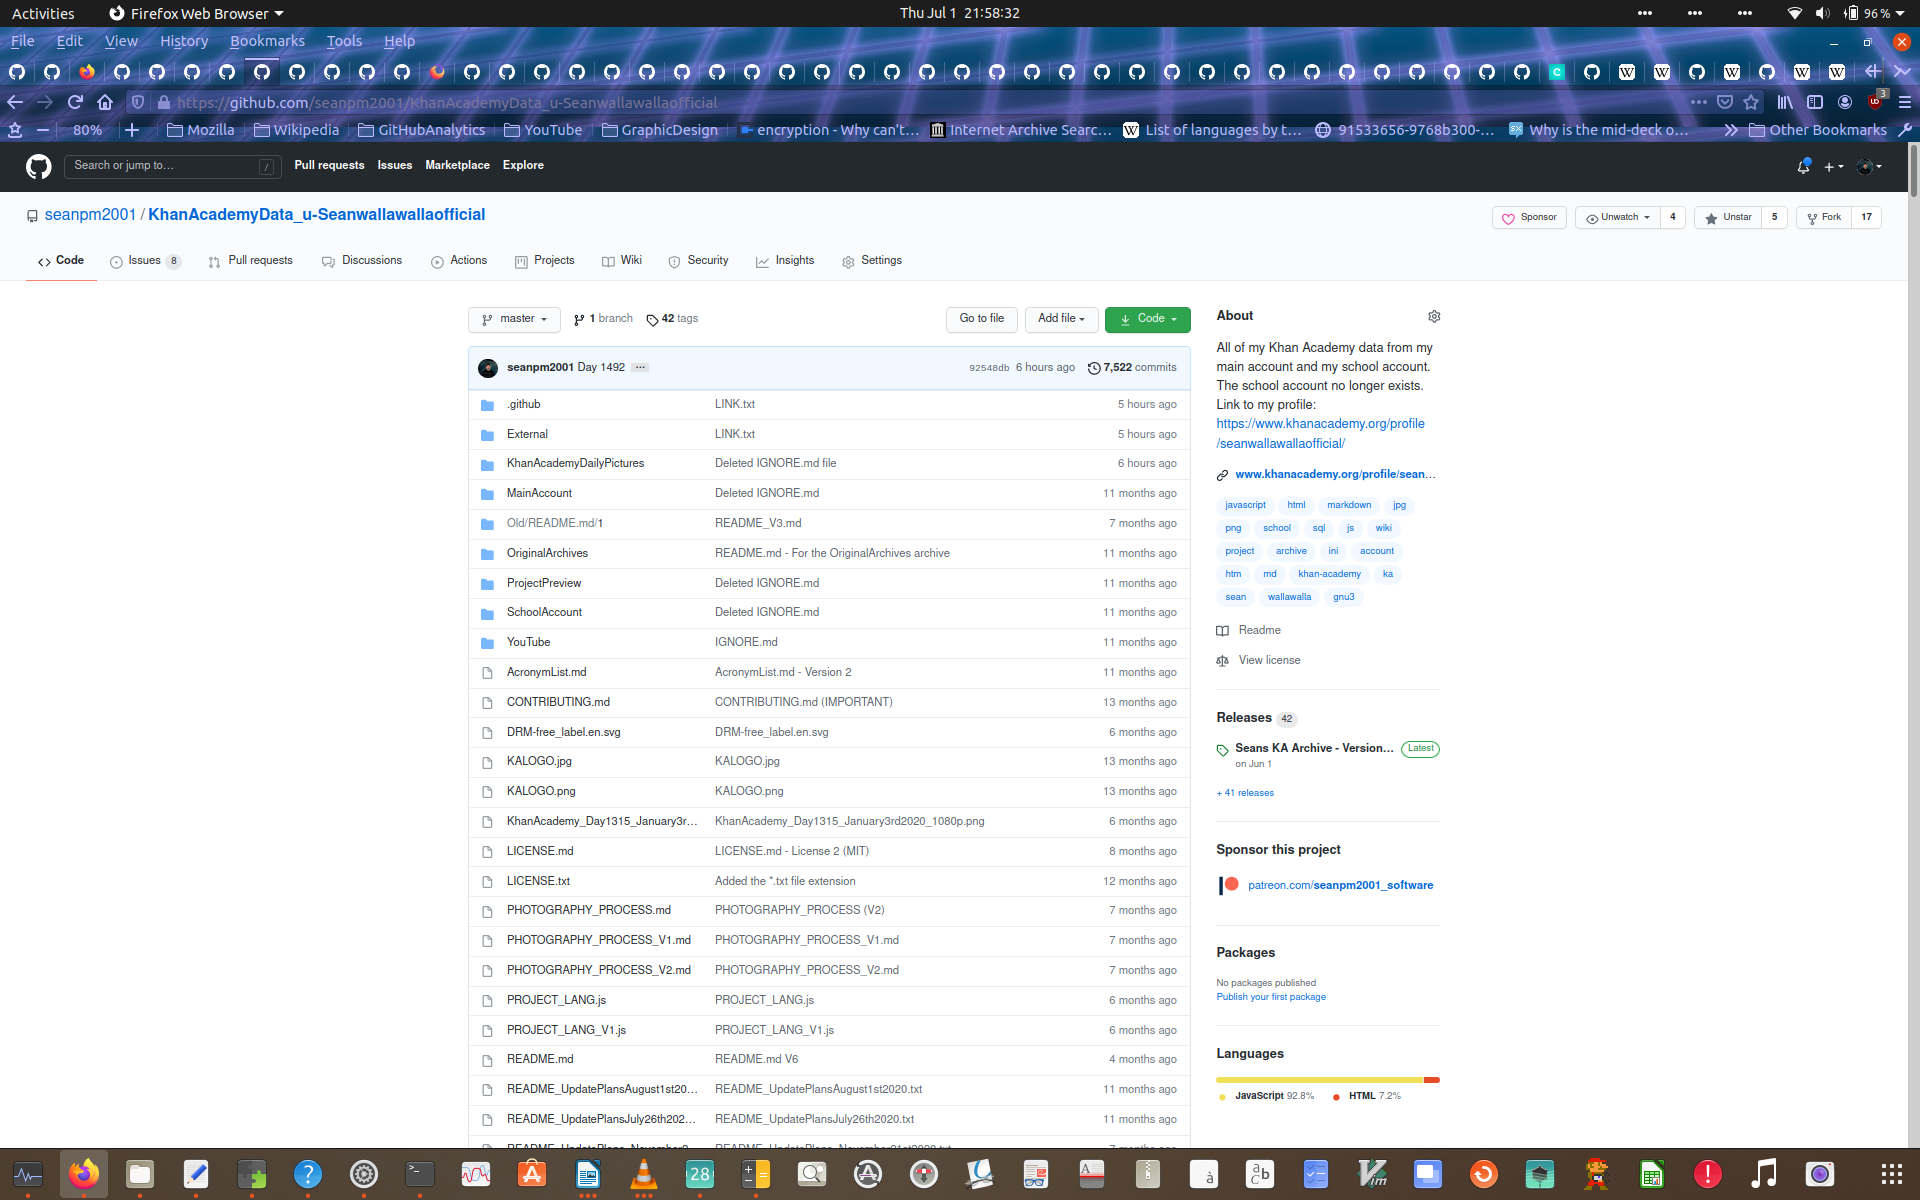 Activities Firefox Web Browser Thu Jul 1 21:58:32 96 %
File Edit View History Bookmarks Tools Help
https://github.com/seanpm2001/KhanAcademyData_u-Seanwallawallaofficial 3
80% Mozilla Wikipedia GitHubAnalytics YouTube GraphicDesign encryption - Why can't… Internet Archive Searc… List of languages by t… 91533656-9768b300-… Why is the mid-deck o… Other Bookmarks
Search or jump to… / Pull requests Issues Marketplace Explore
seanpm2001 / KhanAcademyData_u-Seanwallawallaofficial Sponsor Unwatch 4 Unstar 5 Fork 17
Code Issues 8 Pull requests Discussions Actions Projects Wiki Security Insights Settings
master 1 branch 42 tags Go to file Add file Code
seanpm2001 Day 1492 … 92548db 6 hours ago 7,522 commits
.github LINK.txt 5 hours ago
External LINK.txt 5 hours ago
KhanAcademyDailyPictures Deleted IGNORE.md file 6 hours ago
MainAccount Deleted IGNORE.md 11 months ago
Old/README.md/1 README_V3.md 7 months ago
OriginalArchives README.md - For the OriginalArchives archive 11 months ago
ProjectPreview Deleted IGNORE.md 11 months ago
SchoolAccount Deleted IGNORE.md 11 months ago
YouTube IGNORE.md 11 months ago
AcronymList.md AcronymList.md - Version 2 11 months ago
CONTRIBUTING.md CONTRIBUTING.md (IMPORTANT) 13 months ago
DRM-free_label.en.svg DRM-free_label.en.svg 6 months ago
KALOGO.jpg KALOGO.jpg 13 months ago
KALOGO.png KALOGO.png 13 months ago
KhanAcademy_Day1315_January3r… KhanAcademy_Day1315_January3rd2020_1080p.png 6 months ago
LICENSE.md LICENSE.md - License 2 (MIT) 8 months ago
LICENSE.txt Added the *.txt file extension 12 months ago
PHOTOGRAPHY_PROCESS.md PHOTOGRAPHY_PROCESS (V2) 7 months ago
PHOTOGRAPHY_PROCESS_V1.md PHOTOGRAPHY_PROCESS_V1.md 7 months ago
PHOTOGRAPHY_PROCESS_V2.md PHOTOGRAPHY_PROCESS_V2.md 7 months ago
PROJECT_LANG.js PROJECT_LANG.js 6 months ago
PROJECT_LANG_V1.js PROJECT_LANG_V1.js 6 months ago
README.md README.md V6 4 months ago
README_UpdatePlansAugust1st20… README_UpdatePlansAugust1st2020.txt 11 months ago
README_UpdatePlansJuly26th202… README_UpdatePlansJuly26th2020.txt 11 months ago
About
All of my Khan Academy data from my
main account and my school account.
The school account no longer exists.
Link to my profile:
https://www.khanacademy.org/profile
/seanwallawallaofficial/
www.khanacademy.org/profile/sean…
javascript html markdown jpg
png school sql js wiki
project archive ini account
htm md khan-academy ka
sean wallawalla gnu3
Readme
View license
Releases 42
Seans KA Archive - Version… Latest
on Jun 1
+ 41 releases
Sponsor this project
patreon.com/seanpm2001_software
Packages
No packages published
Publish your first package
Languages
JavaScript 92.8% HTML 7.2%
28